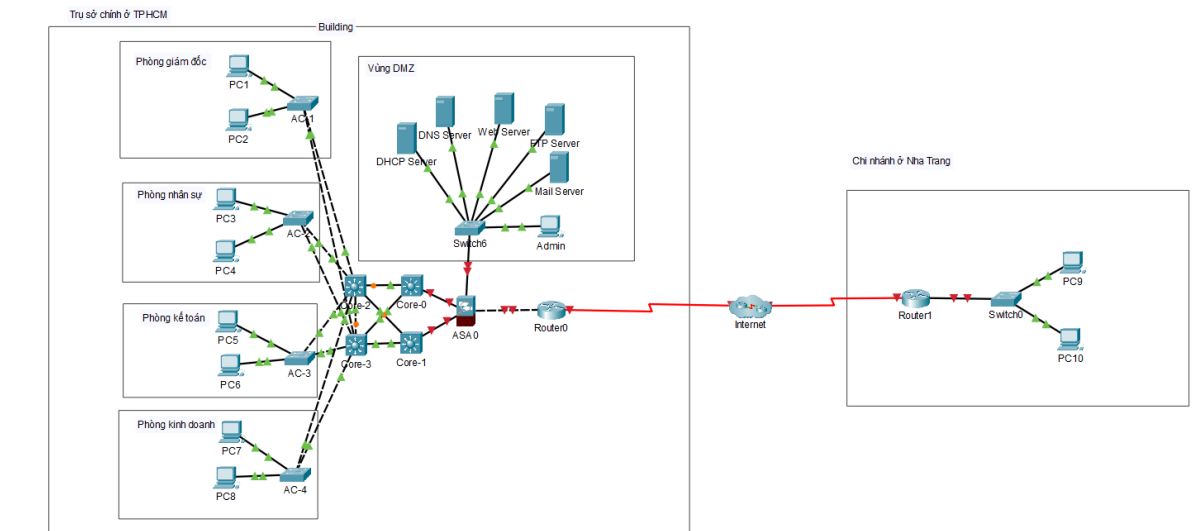 Trụ sở chính ở TPHCM
Building
Phòng giám đốc
PC1
PC2
AC-1
Phòng nhân sự
PC3
PC4
AC-2
Phòng kế toán
PC5
PC6
AC-3
Phòng kinh doanh
PC7
PC8
AC-4
Vùng DMZ
DHCP Server
DNS Server
Web Server
FTP Server
Mail Server
Switch6
Admin
Core-2
Core-0
Core-3
Core-1
ASA0
Router0
Internet
Chi nhánh ở Nha Trang
Router1
Switch0
PC9
PC10